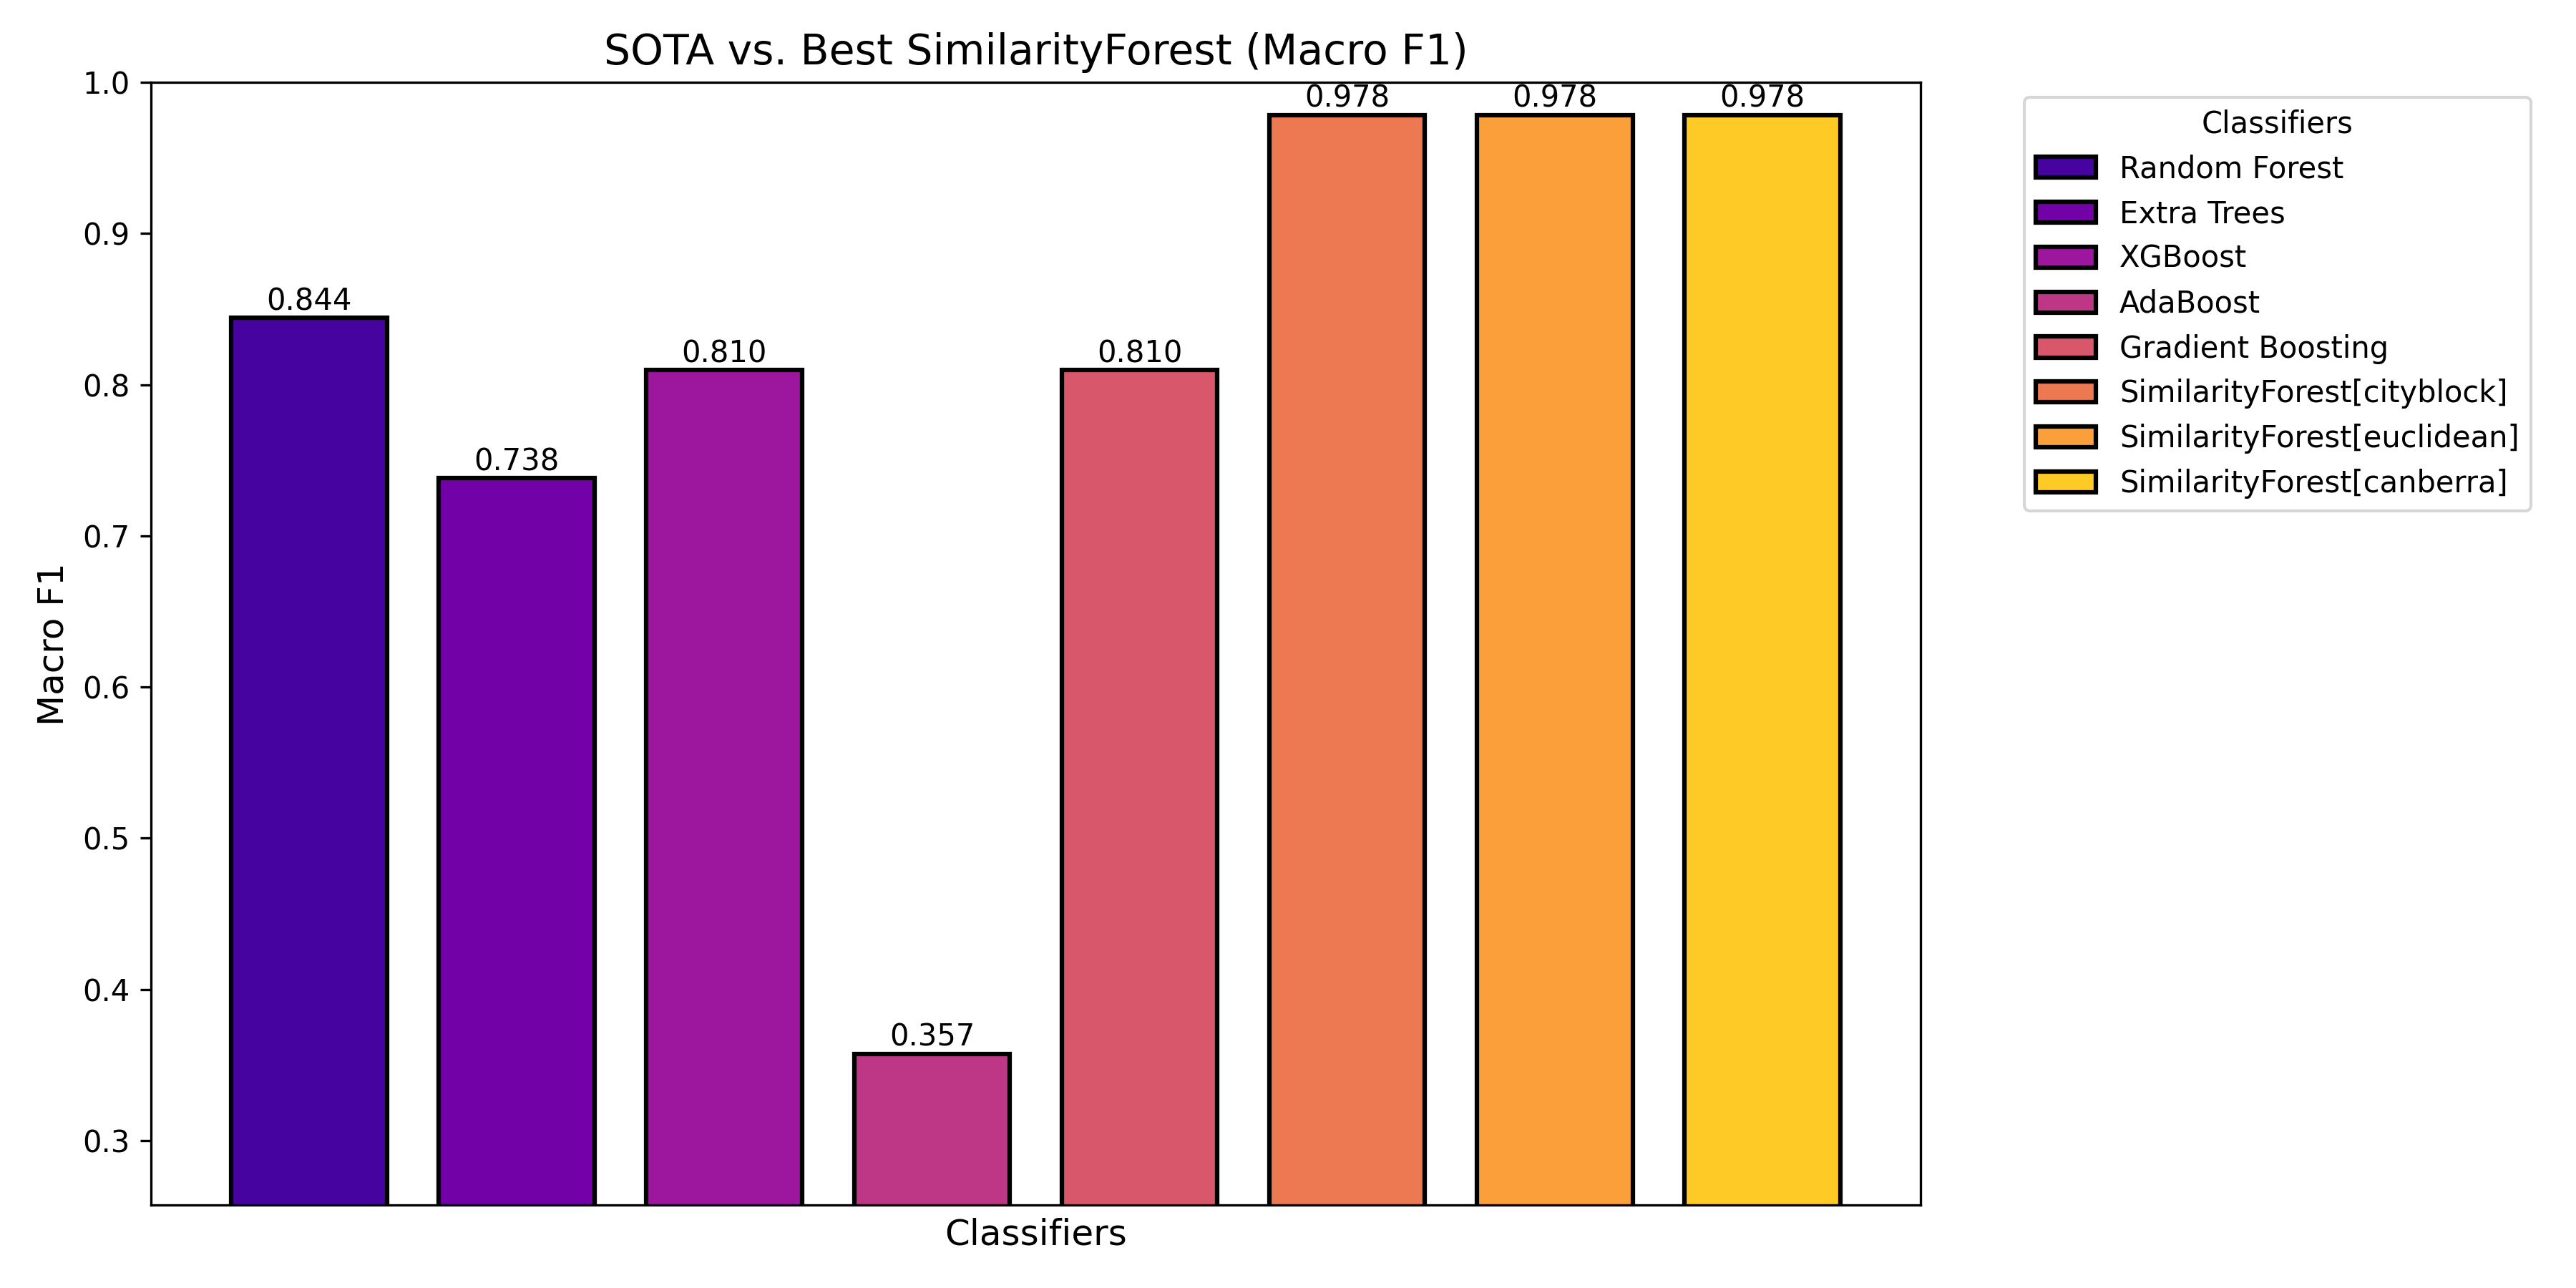 SOTA vs. Best SimilarityForest (Macro F1)
Macro F1
1.0
0.9
0.8
0.7
0.6
0.5
0.4
0.3
0.844
0.738
0.810
0.357
0.810
0.978
0.978
0.978
Classifiers
Classifiers
Random Forest
Extra Trees
XGBoost
AdaBoost
Gradient Boosting
SimilarityForest[cityblock]
SimilarityForest[euclidean]
SimilarityForest[canberra]